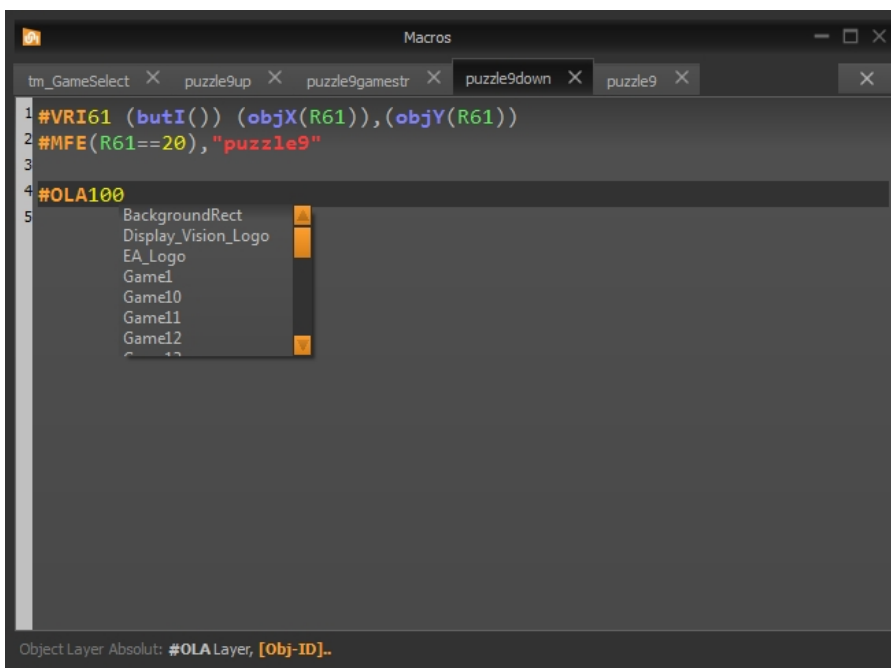 Macros
tm_GameSelect puzzle9up puzzle9gamestr puzzle9down puzzle9
1 #VRI61 (butI()) (objX(R61)),(objY(R61))
2 #MFE(R61==20),"puzzle9"
3
4 #OLA100
5
BackgroundRect
Display_Vision_Logo
EA_Logo
Game1
Game10
Game11
Game12
Object Layer Absolut: #OLA Layer, [Obj-ID]..